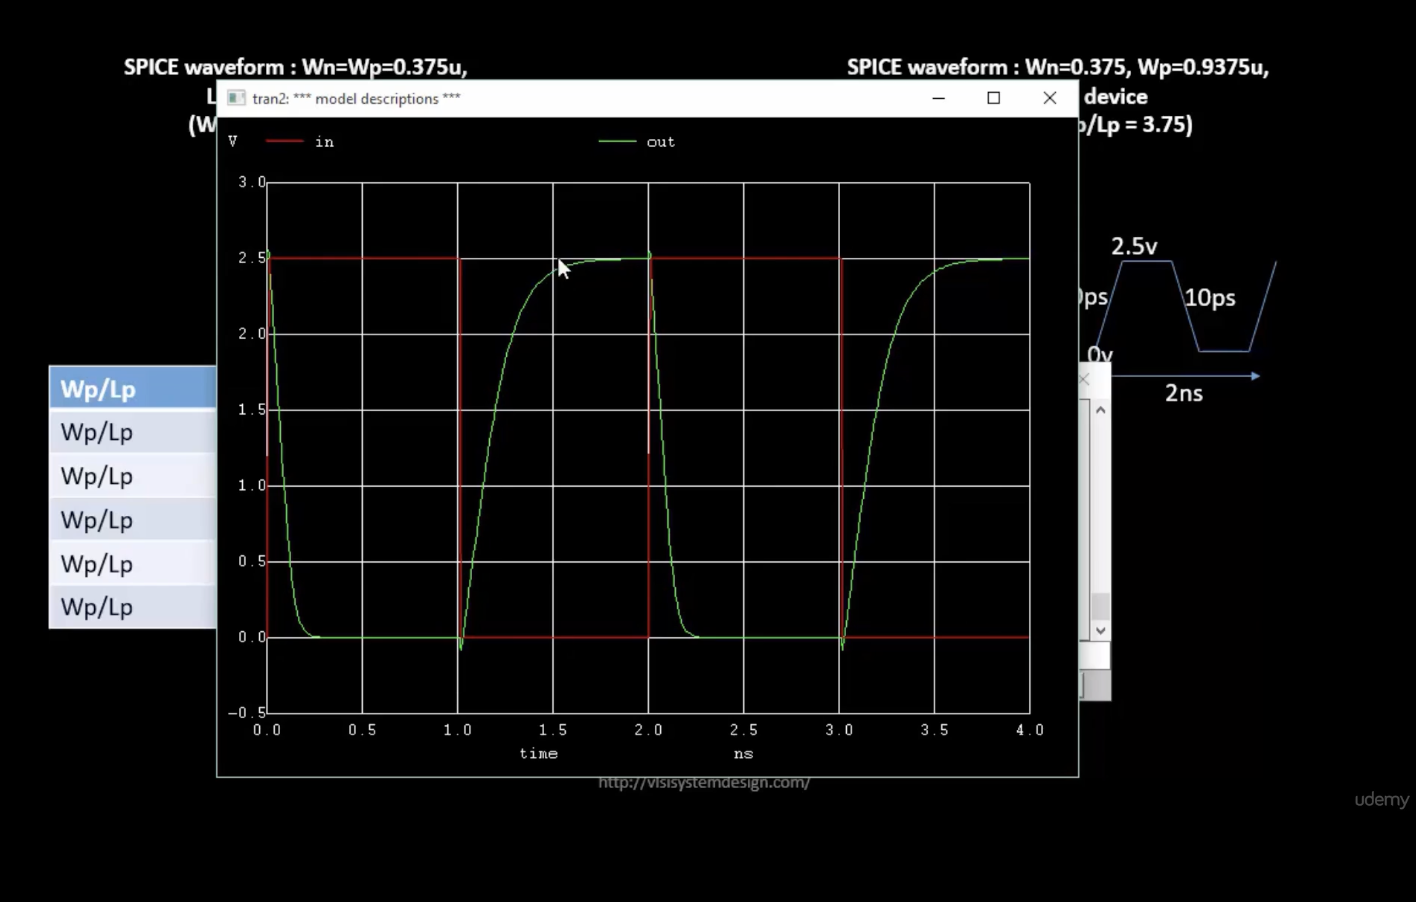 SPICE waveform : Wn=Wp=0.375u,
SPICE waveform : Wn=0.375, Wp=0.9375u,
L
device
(W
p/Lp = 3.75)
tran2: *** model descriptions ***
V in out
3.0
2.5
2.0
1.5
1.0
0.5
0.0
-0.5
0.0 0.5 1.0 1.5 2.0 2.5 3.0 3.5 4.0
time ns
Wp/Lp
Wp/Lp
Wp/Lp
Wp/Lp
Wp/Lp
Wp/Lp
2.5v
0ps
10ps
0v
2ns
http://vlsisystemdesign.com/
udemy